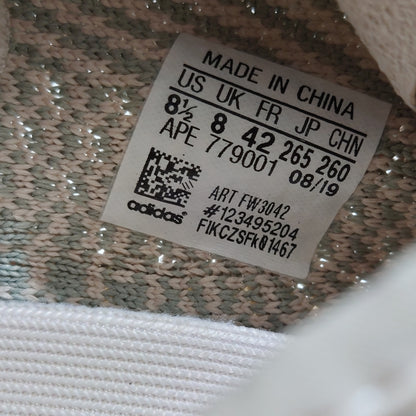 MADE IN CHINA
US UK FR JP CHN
8½ 8 42 265 260
APE 779001 08/19
ART FW3042
#123495204
FIKCZSFK01467
adidas